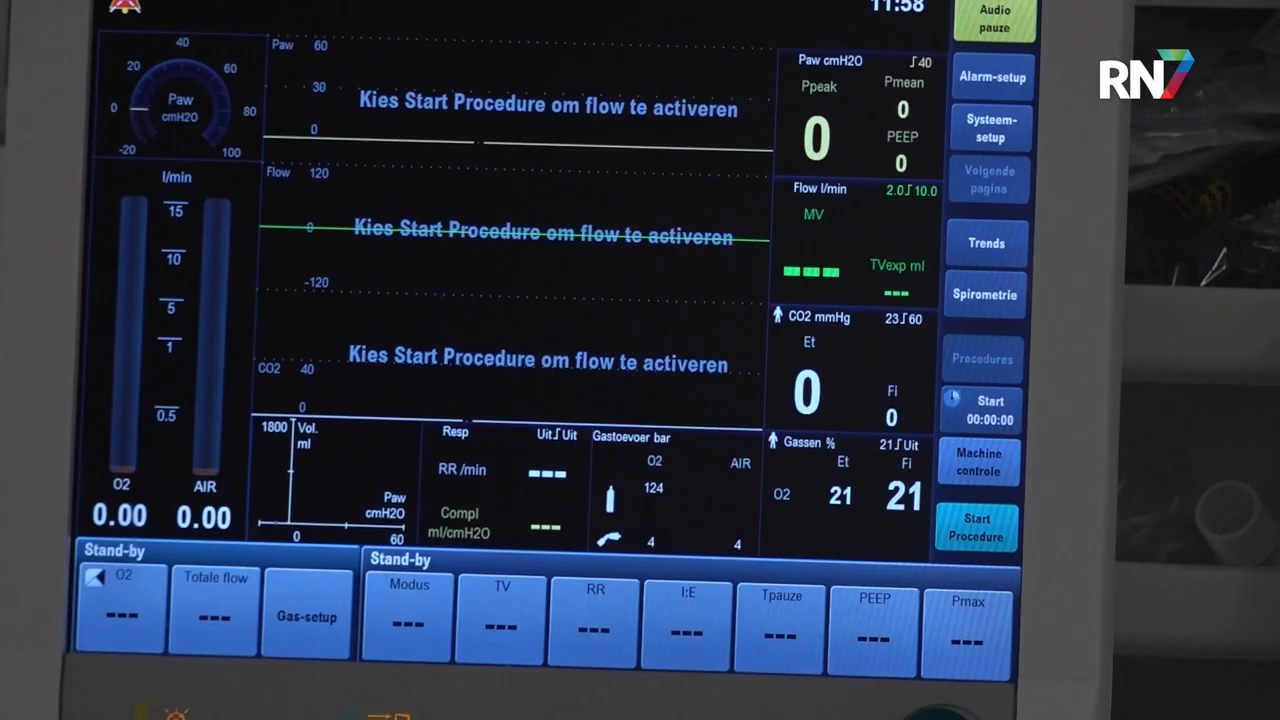 11:58
Audio
pauze
RN7
40
20
60
0
80
-20
100
Paw
cmH2O
Paw 60
30
0
Kies Start Procedure om flow te activeren
Flow 120
0
-120
Kies Start Procedure om flow te activeren
CO2 40
0
Kies Start Procedure om flow te activeren
Paw cmH2O 40
Ppeak
0
Pmean
0
PEEP
0
Flow l/min 2.0 10.0
MV
---
TVexp ml
---
CO2 mmHg 23 60
Et
0
FI
0
Gassen % 21 Uit
Et FI
O2 21 21
Alarm-setup
Systeem-
setup
Volgende
pagina
Trends
Spirometrie
Procedures
Start
00:00:00
Machine
controle
Start
Procedure
l/min
15
10
5
1
0.5
O2 AIR
0.00 0.00
1800 Vol.
ml
Paw
cmH2O
0 60
Resp Uit Uit
RR /min ---
Compl
ml/cmH2O ---
Gastoevoer bar
O2 AIR
124
4 4
Stand-by
O2
---
Totale flow
---
Gas-setup
Stand-by
Modus
---
TV
---
RR
---
I:E
---
Tpauze
---
PEEP
---
Pmax
---